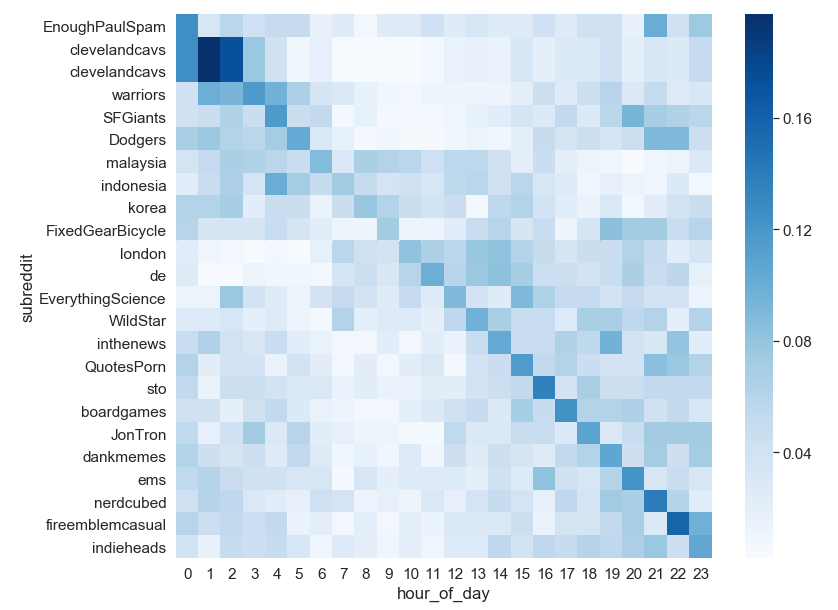 EnoughPaulSpam
clevelandcavs
clevelandcavs
warriors
SFGiants
Dodgers
malaysia
indonesia
korea
FixedGearBicycle
london
de
EverythingScience
WildStar
inthenews
QuotesPorn
sto
boardgames
JonTron
dankmemes
ems
nerdcubed
fireemblemcasual
indieheads
subreddit
0 1 2 3 4 5 6 7 8 9 10 11 12 13 14 15 16 17 18 19 20 21 22 23
hour_of_day
0.16
0.12
0.08
0.04